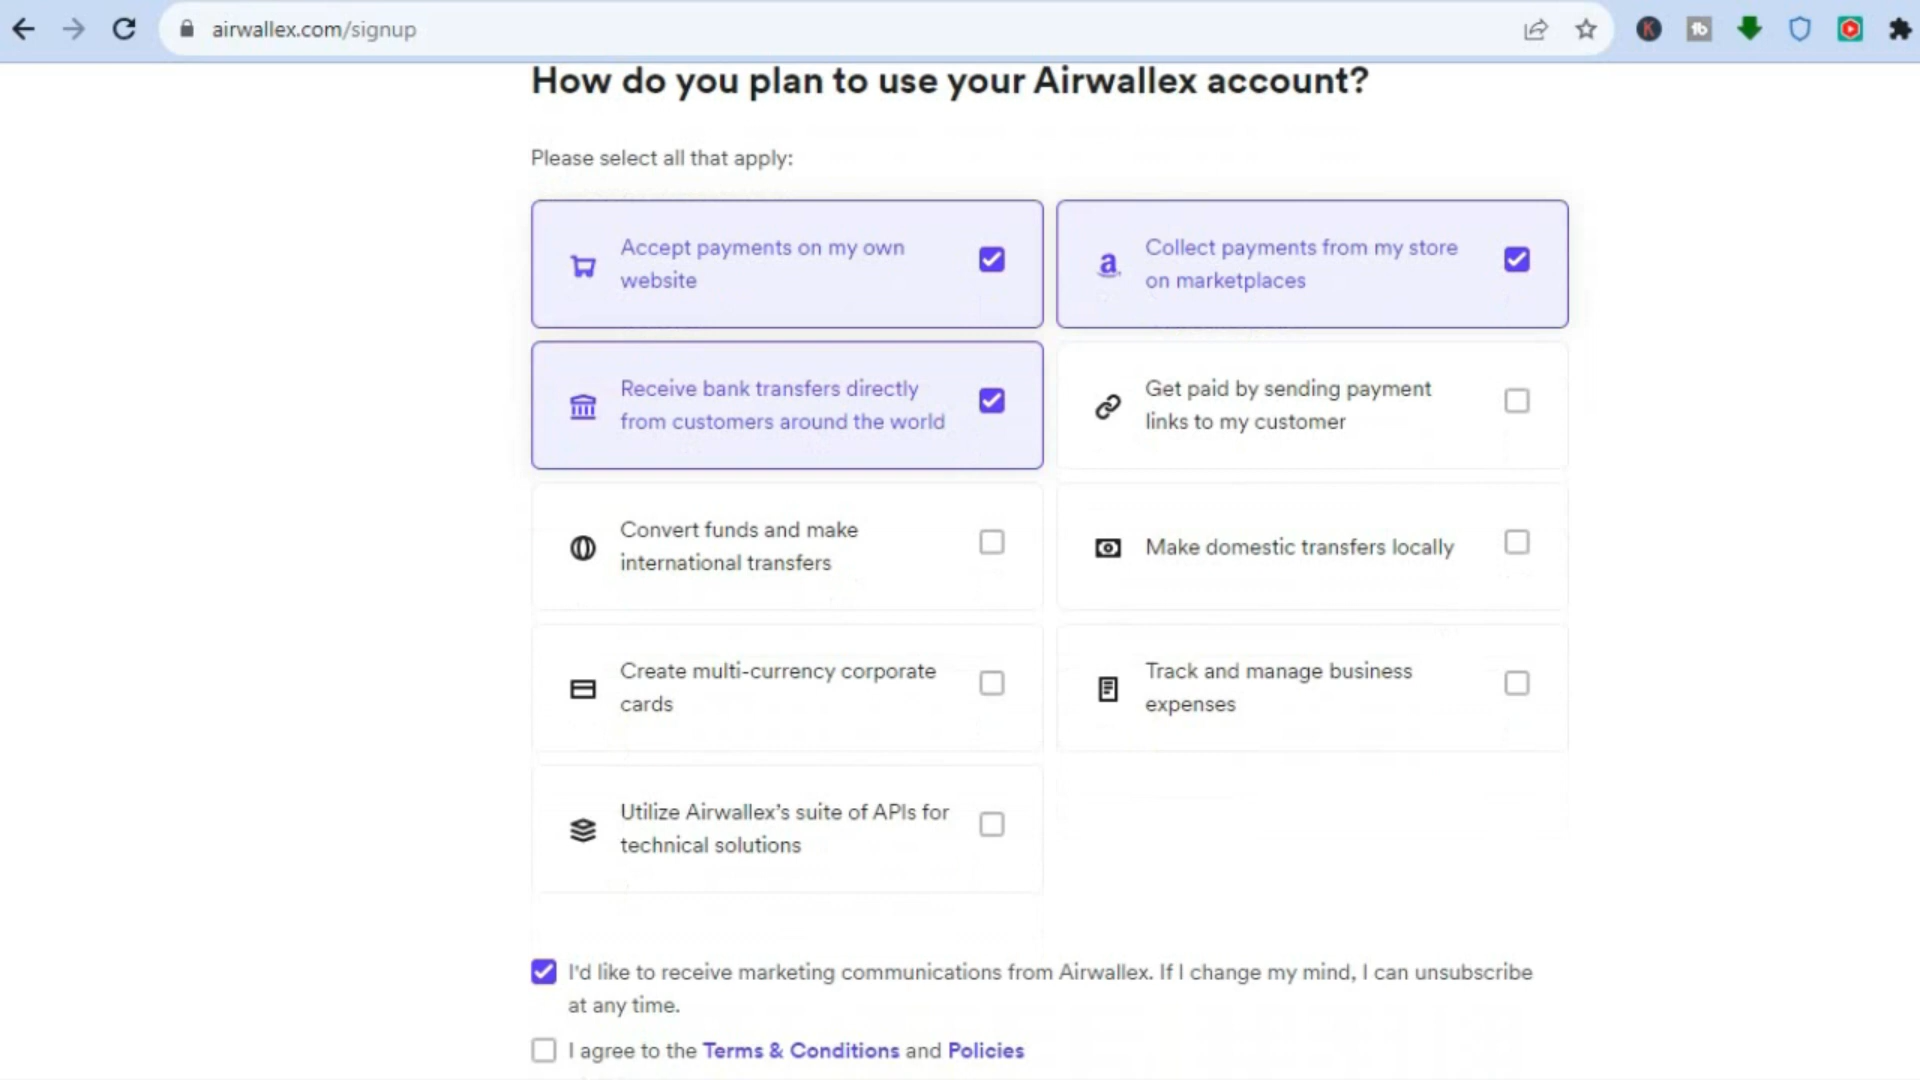 airwallex.com/signup
How do you plan to use your Airwallex account?
Please select all that apply:
Accept payments on my own
website
Collect payments from my store
on marketplaces
Receive bank transfers directly
from customers around the world
Get paid by sending payment
links to my customer
Convert funds and make
international transfers
Make domestic transfers locally
Create multi-currency corporate
cards
Track and manage business
expenses
Utilize Airwallex’s suite of APIs for
technical solutions
I'd like to receive marketing communications from Airwallex. If I change my mind, I can unsubscribe
at any time.
I agree to the Terms & Conditions and Policies